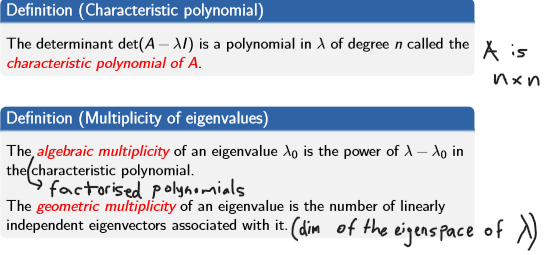 Definition (Characteristic polynomial)
The determinant det(A − λI) is a polynomial in λ of degree n called the
characteristic polynomial of A.
A is
n×n
Definition (Multiplicity of eigenvalues)
The algebraic multiplicity of an eigenvalue λ₀ is the power of λ − λ₀ in
the characteristic polynomial.
↳ factorised polynomials
The geometric multiplicity of an eigenvalue is the number of linearly
independent eigenvectors associated with it. (dim of the eigenspace of λ)